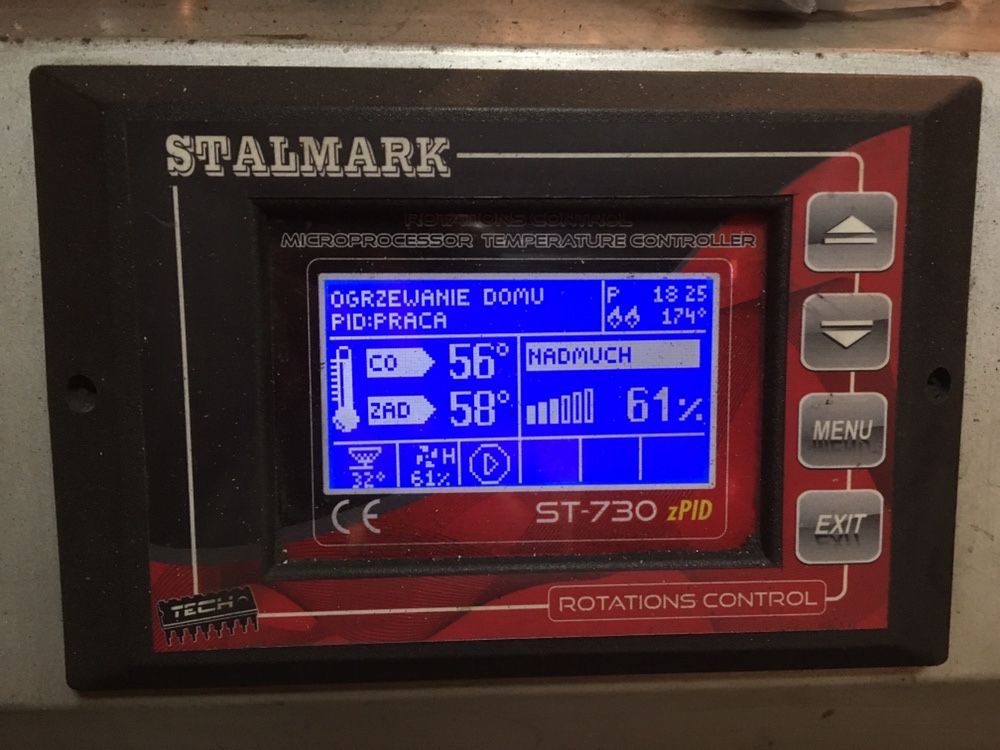 STALMARK
ROTATIONS CONTROL
MICROPROCESSOR TEMPERATURE CONTROLLER
OGRZEWANIE DOMU
PID:PRACA
P 18 25
174°
CO 56°
ZAD 58°
NADMUCH
61%
32°
24H
61%
CE
ST-730 zPID
MENU
EXIT
TECH
ROTATIONS CONTROL